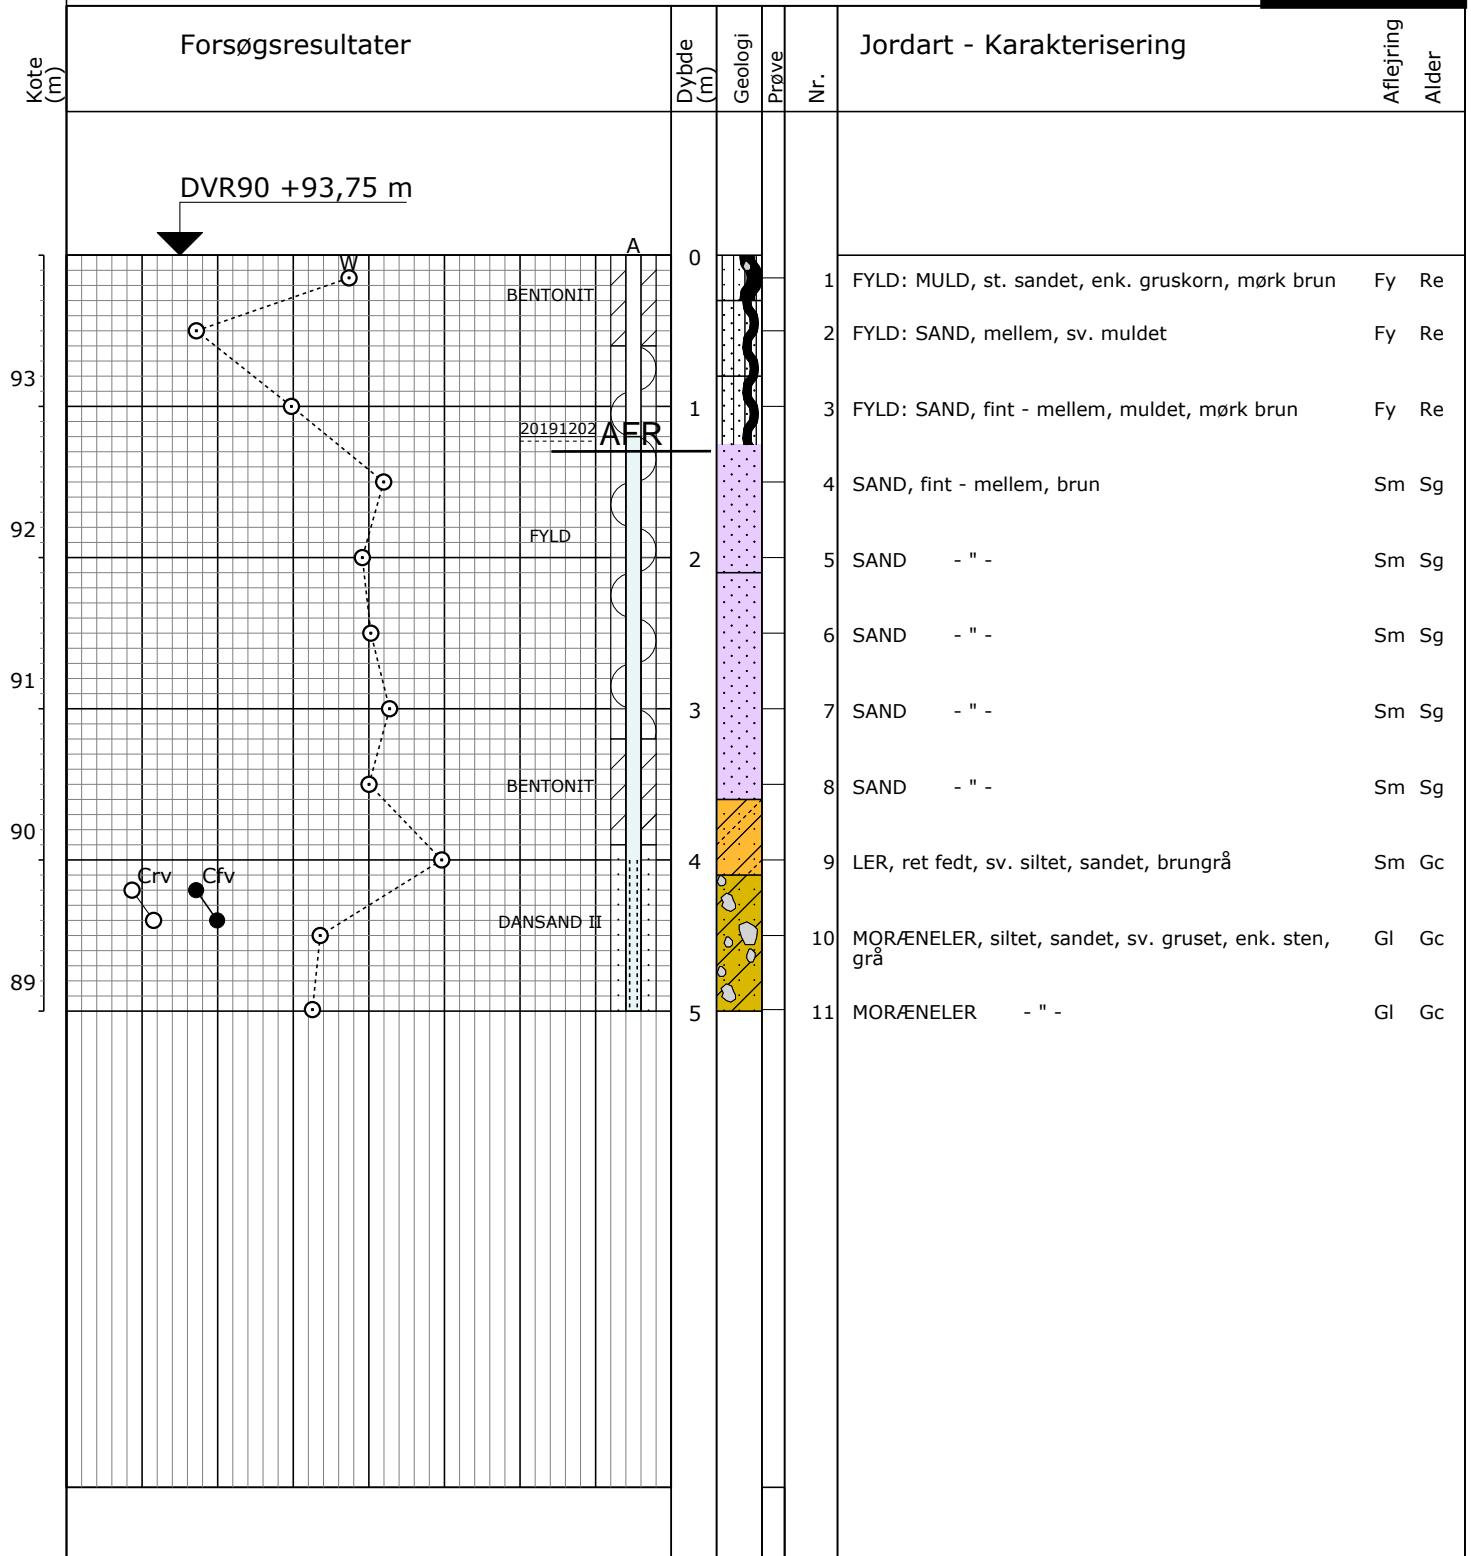 Kote (m)
Forsøgsresultater
Dybde (m)
Geologi
Prøve
Nr.
Jordart - Karakterisering
Aflejring
Alder
DVR90 +93,75 m
A
W
0
BENTONIT
1 FYLD: MULD, st. sandet, enk. gruskorn, mørk brun Fy Re
2 FYLD: SAND, mellem, sv. muldet Fy Re
93
1
3 FYLD: SAND, fint - mellem, muldet, mørk brun Fy Re
20191202 AFR
4 SAND, fint - mellem, brun Sm Sg
92
FYLD
2
5 SAND - " - Sm Sg
6 SAND - " - Sm Sg
91
3
7 SAND - " - Sm Sg
BENTONIT
8 SAND - " - Sm Sg
90
4
9 LER, ret fedt, sv. siltet, sandet, brungrå Sm Gc
Crv Cfv
DANSAND II
10 MORÆNELER, siltet, sandet, sv. gruset, enk. sten, Gl Gc
grå
89
5
11 MORÆNELER - " - Gl Gc